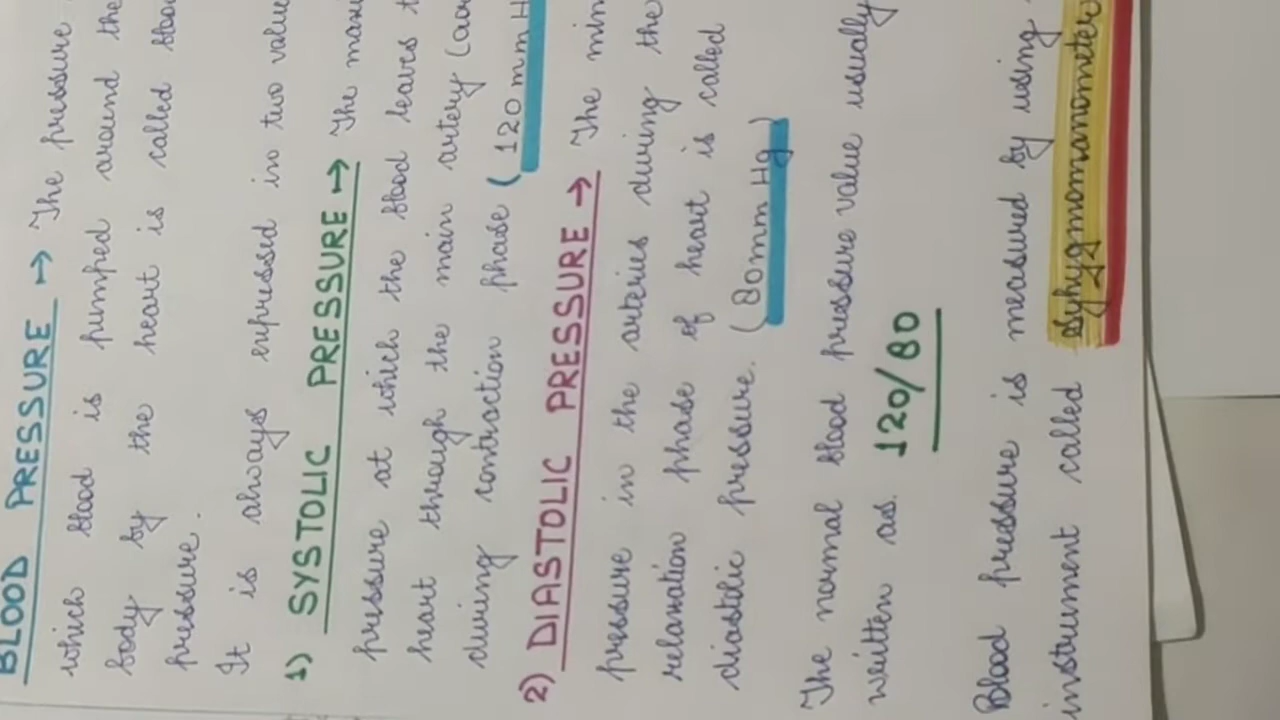 BLOOD PRESSURE → The pressure
which blood is pumped around the
body by the heart is called
pressure.
It is always expressed in two value
1) SYSTOLIC PRESSURE → The
pressure at which the blood leaves
heart through the main artery
during contraction phase (120mm
2) DIASTOLIC PRESSURE → The
pressure in the arteries during the
relaxation phase of heart is called
diastolic pressure. (80mm Hg)
The normal blood pressure value usually
written as. 120/80
Blood pressure is measured by using
instrument called Sphygmomanometer